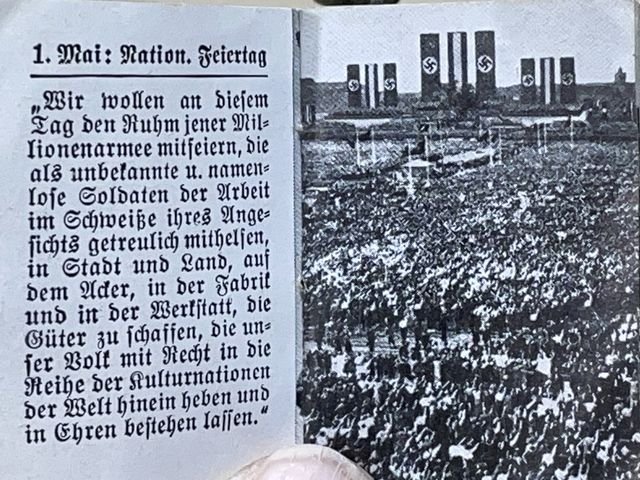 1. Mai: Nation. Feiertag
„Wir wollen an diesem
Tag den Ruhm jener Mil-
lionenarmee mitfeiern, die
als unbekannte u. namen-
lose Soldaten der Arbeit
im Schweiße ihres Ange-
sichts getreulich mithelfen,
in Stadt und Land, auf
dem Acker, in der Fabrik
und in der Werkstatt, die
Güter zu schaffen, die un-
ser Volk mit Recht in die
Reihe der Kulturnationen
der Welt hinein heben und
in Ehren bestehen lassen.“